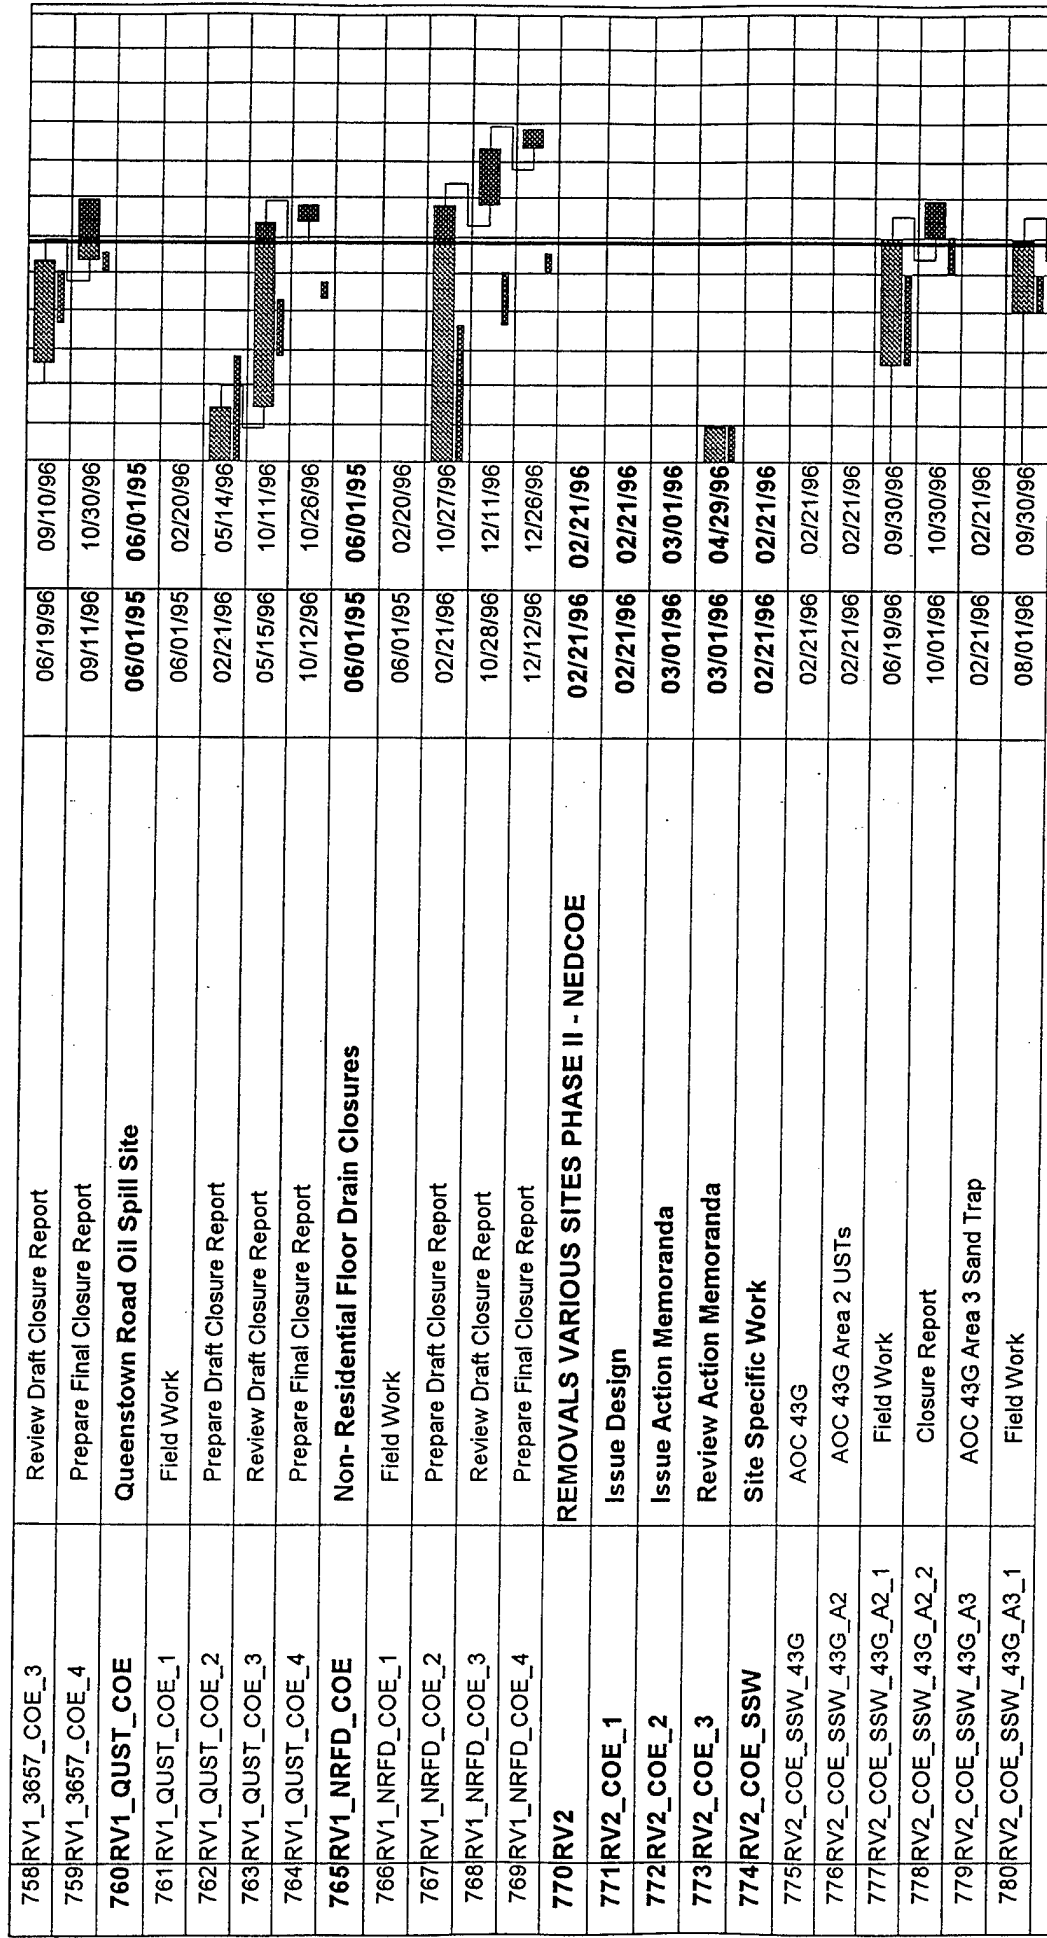 758 RV1_3657_COE_3 Review Draft Closure Report 06/19/96 09/10/96
759 RV1_3657_COE_4 Prepare Final Closure Report 09/11/96 10/30/96
760 RV1_QUST_COE Queenstown Road Oil Spill Site 06/01/95 06/01/95
761 RV1_QUST_COE_1 Field Work 06/01/95 02/20/96
762 RV1_QUST_COE_2 Prepare Draft Closure Report 02/21/96 05/14/96
763 RV1_QUST_COE_3 Review Draft Closure Report 05/15/96 10/11/96
764 RV1_QUST_COE_4 Prepare Final Closure Report 10/12/96 10/26/96
765 RV1_NRFD_COE Non- Residential Floor Drain Closures 06/01/95 06/01/95
766 RV1_NRFD_COE_1 Field Work 06/01/95 02/20/96
767 RV1_NRFD_COE_2 Prepare Draft Closure Report 02/21/96 10/27/96
768 RV1_NRFD_COE_3 Review Draft Closure Report 10/28/96 12/11/96
769 RV1_NRFD_COE_4 Prepare Final Closure Report 12/12/96 12/26/96
770 RV2 REMOVALS VARIOUS SITES PHASE II - NEDCOE 02/21/96 02/21/96
771 RV2_COE_1 Issue Design 02/21/96 02/21/96
772 RV2_COE_2 Issue Action Memoranda 03/01/96 03/01/96
773 RV2_COE_3 Review Action Memoranda 03/01/96 04/29/96
774 RV2_COE_SSW Site Specific Work 02/21/96 02/21/96
775 RV2_COE_SSW_43G AOC 43G 02/21/96 02/21/96
776 RV2_COE_SSW_43G_A2 AOC 43G Area 2 USTs 02/21/96 02/21/96
777 RV2_COE_SSW_43G_A2_1 Field Work 06/19/96 09/30/96
778 RV2_COE_SSW_43G_A2_2 Closure Report 10/01/96 10/30/96
779 RV2_COE_SSW_43G_A3 AOC 43G Area 3 Sand Trap 02/21/96 02/21/96
780 RV2_COE_SSW_43G_A3_1 Field Work 08/01/96 09/30/96